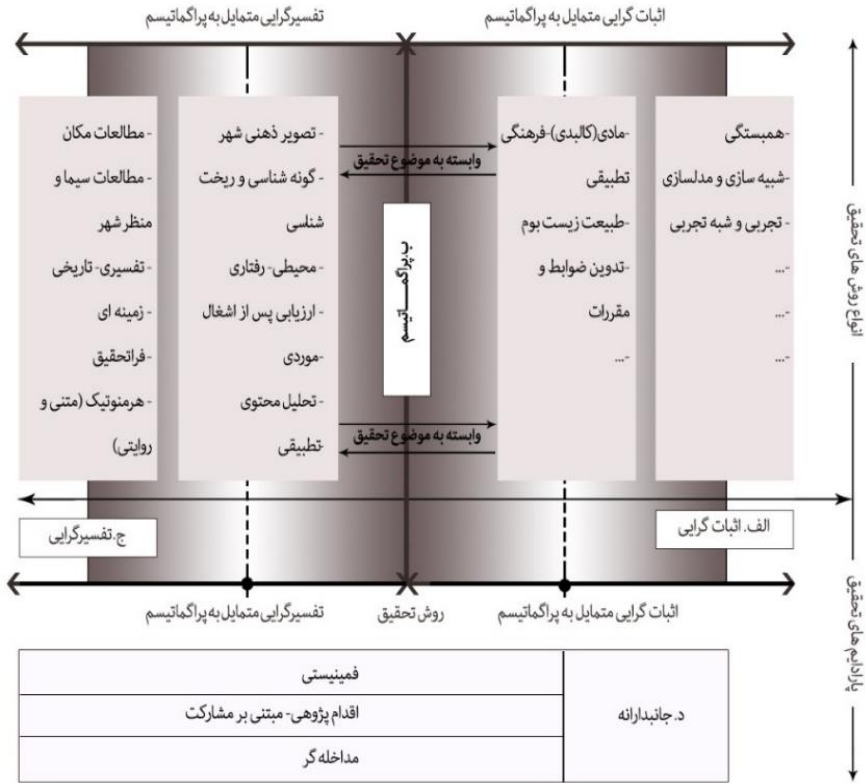 اثبات گرایی متمایل به پراگماتیسم
تفسیرگرایی متمایل به پراگماتیسم
-همبستگی
-شبیه سازی و مدلسازی
- تجربی و شبه تجربی
-...
-...
-...
-مادی(کالبدی)-فرهنگی
تطبیقی
-طبیعت زیست بوم
-تدوین ضوابط و
مقررات
-...
وابسته به موضوع تحقیق
ب.پراگماتیسم
وابسته به موضوع تحقیق
- تصویر ذهنی شهر
- گونه شناسی و ریخت
شناسی
-محیطی- رفتاری
- ارزیابی پس از اشغال
-موردی
- تحلیل محتوی
-تطبیقی
- مطالعات مکان
- مطالعات سیما و
منظر شهر
-تفسیری- تاریخی
- زمینه ای
-فراتحقیق
- هرمنوتیک (متنی و
روایتی)
انواع روش های تحقیق
الف. اثبات گرایی
ج.تفسیرگرایی
اثبات گرایی متمایل به پراگماتیسم
روش تحقیق
تفسیرگرایی متمایل به پراگماتیسم
پارادایم های تحقیق
د. جانبدارانه
فمینیستی
اقدام پژوهی- مبتنی بر مشارکت
مداخله گر